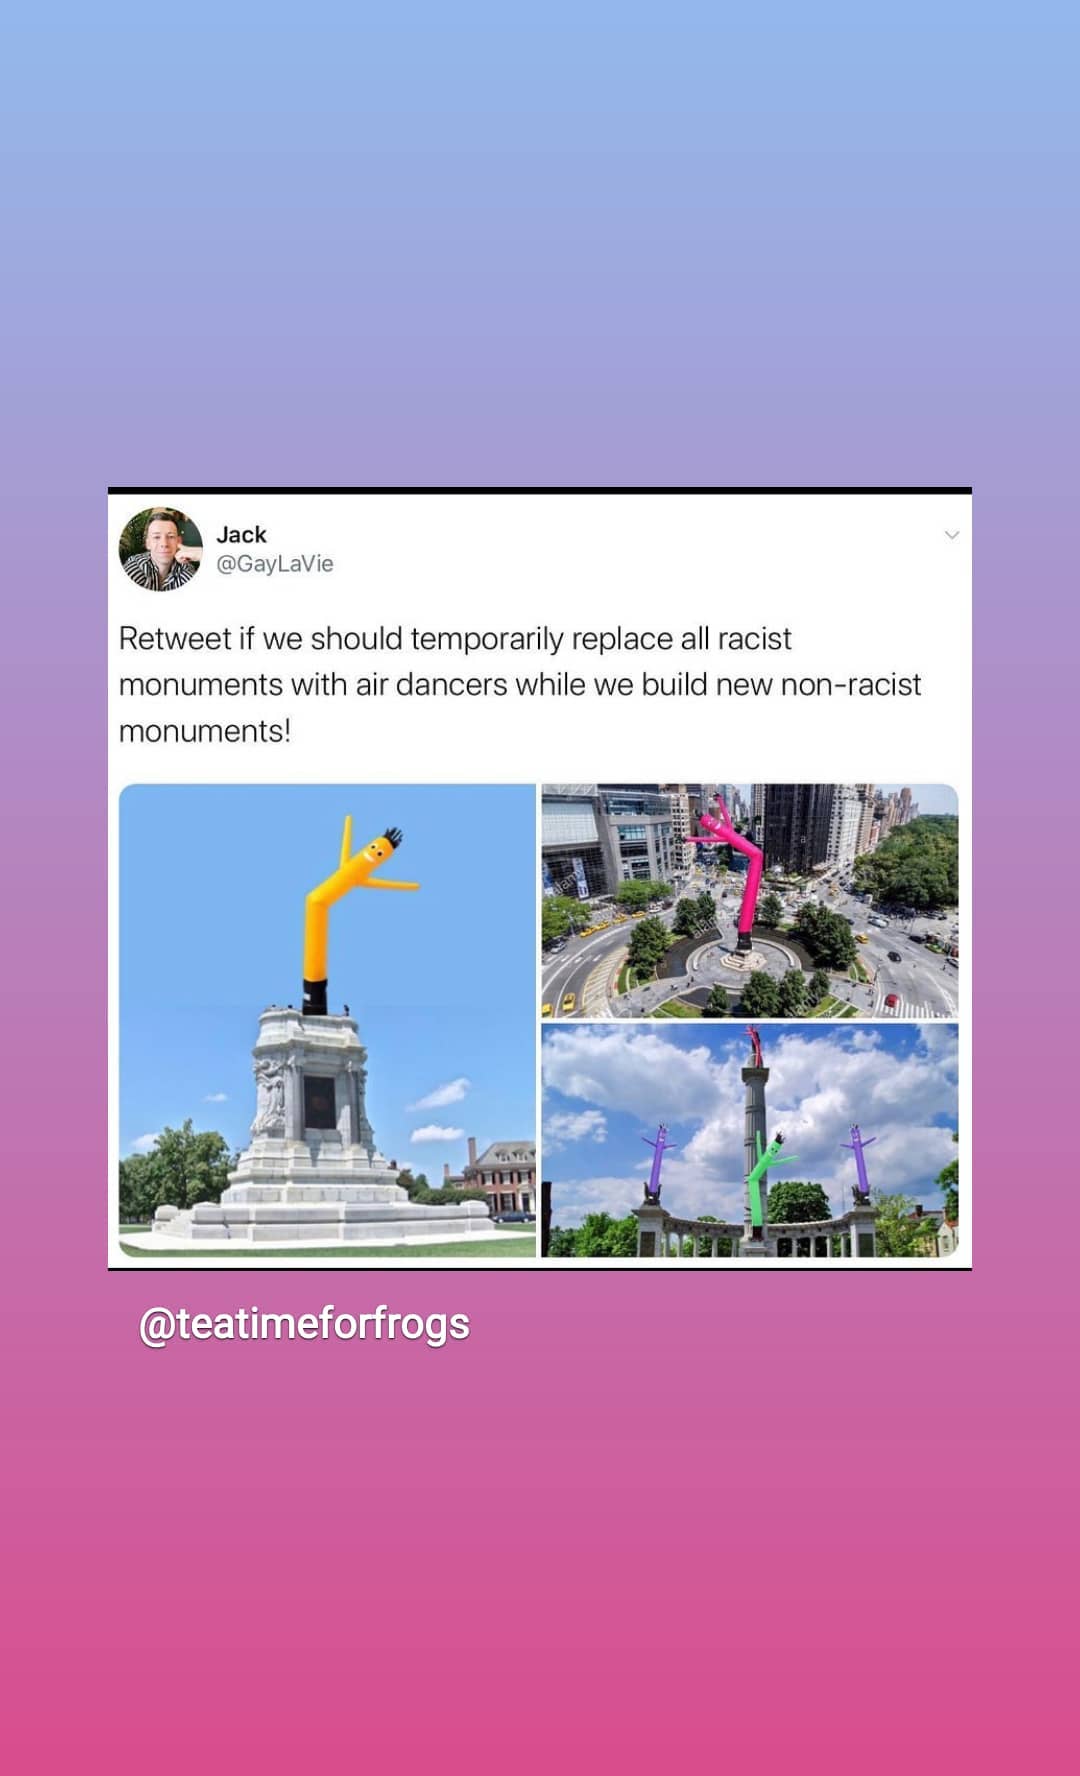 Jack
@GayLaVie
Retweet if we should temporarily replace all racist
monuments with air dancers while we build new non-racist
monuments!
@teatimeforfrogs